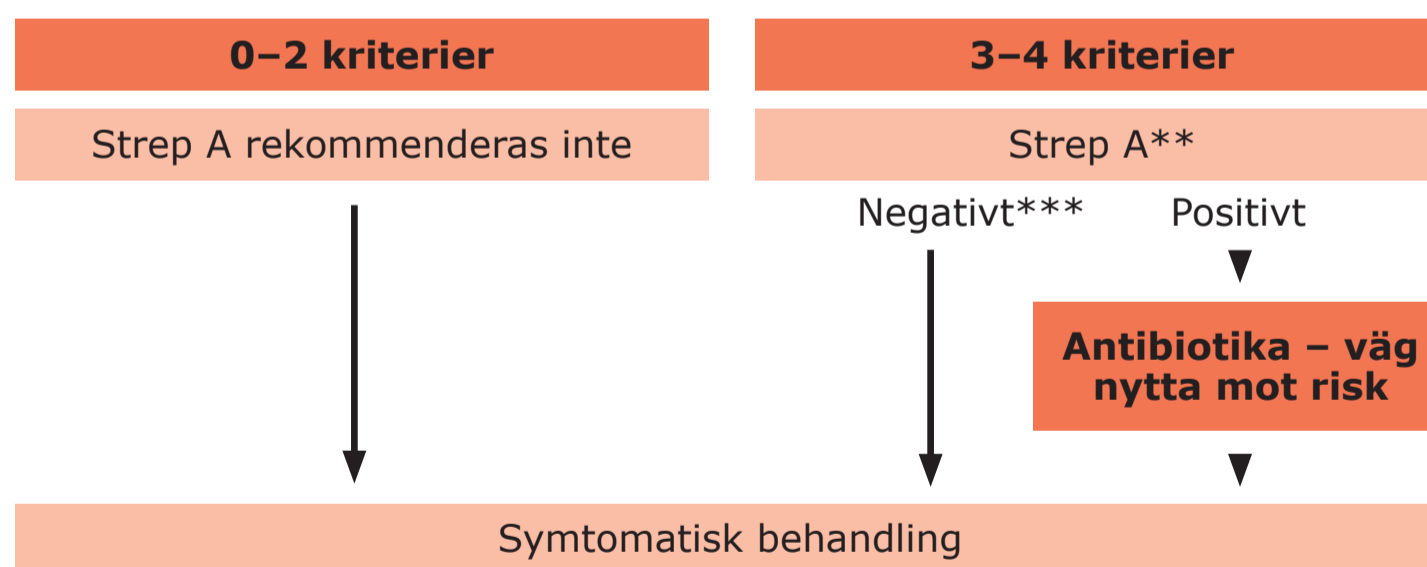 0–2 kriterier
3–4 kriterier
Strep A rekommenderas inte
Strep A**
Negativt***
Positivt
Antibiotika – väg
nytta mot risk
Symtomatisk behandling